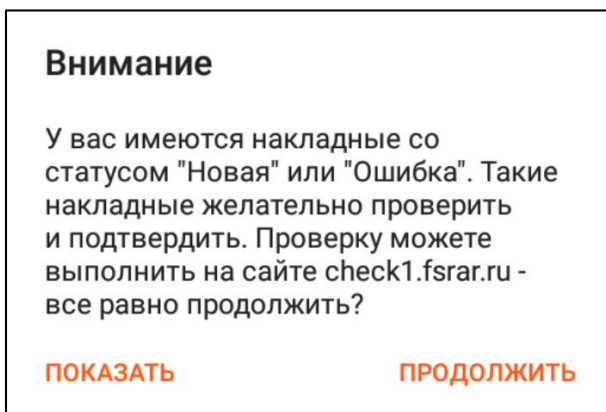 Внимание
У вас имеются накладные со
статусом "Новая" или "Ошибка". Такие
накладные желательно проверить
и подтвердить. Проверку можете
выполнить на сайте check1.fsrar.ru -
все равно продолжить?
ПОКАЗАТЬ ПРОДОЛЖИТЬ